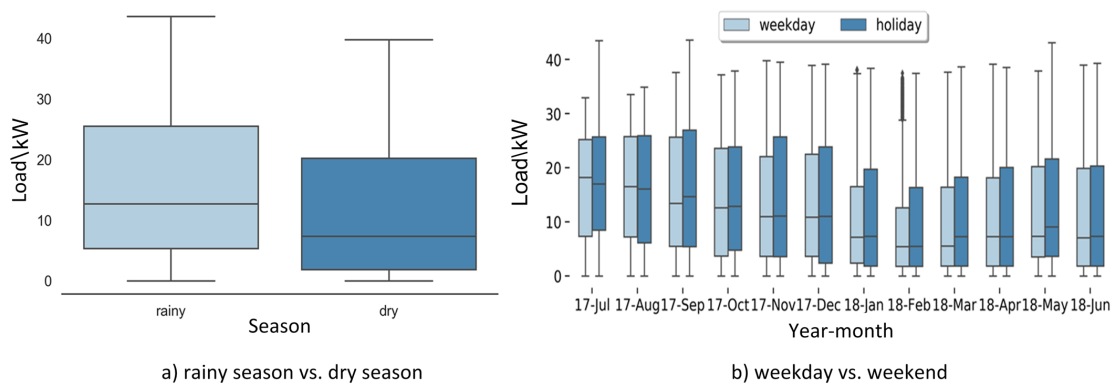 Load\kW
40
30
20
10
0
rainy
dry
Season
a) rainy season vs. dry season
weekday
holiday
Load\kW
40
30
20
10
0
17-Jul 17-Aug 17-Sep 17-Oct 17-Nov 17-Dec 18-Jan 18-Feb 18-Mar 18-Apr 18-May 18-Jun
Year-month
b) weekday vs. weekend